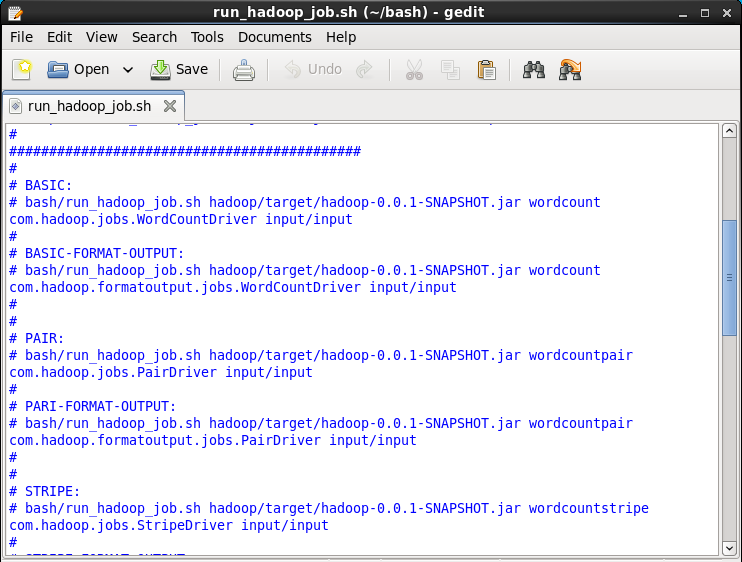 run_hadoop_job.sh (~/bash) - gedit
File Edit View Search Tools Documents Help
Open Save Undo
run_hadoop_job.sh
#
############################################
#
# BASIC:
# bash/run_hadoop_job.sh hadoop/target/hadoop-0.0.1-SNAPSHOT.jar wordcount
com.hadoop.jobs.WordCountDriver input/input
#
# BASIC-FORMAT-OUTPUT:
# bash/run_hadoop_job.sh hadoop/target/hadoop-0.0.1-SNAPSHOT.jar wordcount
com.hadoop.formatoutput.jobs.WordCountDriver input/input
#
#
# PAIR:
# bash/run_hadoop_job.sh hadoop/target/hadoop-0.0.1-SNAPSHOT.jar wordcountpair
com.hadoop.jobs.PairDriver input/input
#
# PARI-FORMAT-OUTPUT:
# bash/run_hadoop_job.sh hadoop/target/hadoop-0.0.1-SNAPSHOT.jar wordcountpair
com.hadoop.formatoutput.jobs.PairDriver input/input
#
#
# STRIPE:
# bash/run_hadoop_job.sh hadoop/target/hadoop-0.0.1-SNAPSHOT.jar wordcountstripe
com.hadoop.jobs.StripeDriver input/input
#
# STRIPE-FORMAT-OUTPUT: